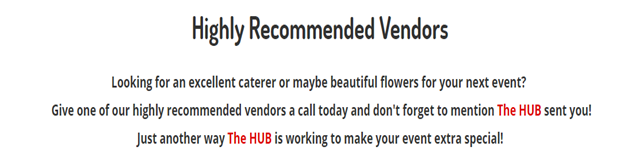 Highly Recommended Vendors
Looking for an excellent caterer or maybe beautiful flowers for your next event?
Give one of our highly recommended vendors a call today and don't forget to mention The HUB sent you!
Just another way The HUB is working to make your event extra special!